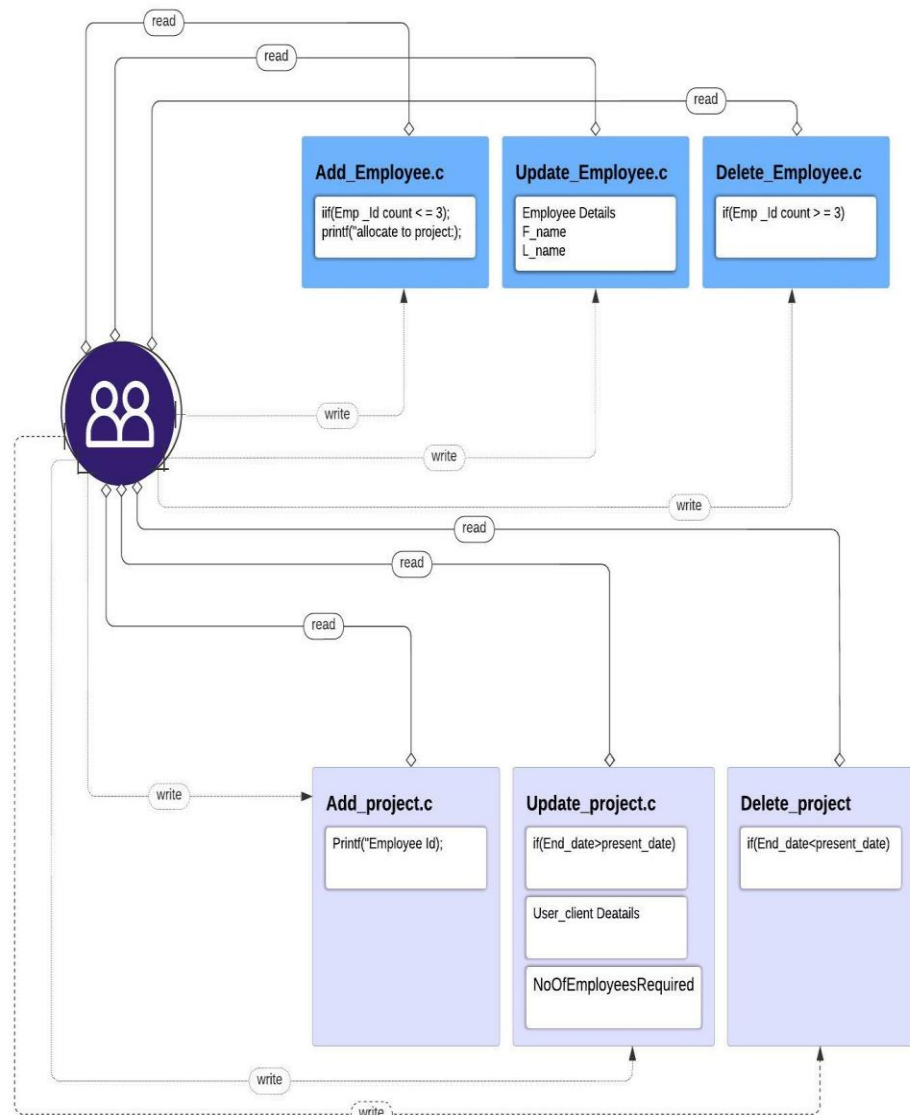 read
read
read
Add_Employee.c
iif(Emp _Id count < = 3);
printf("allocate to project:);
Update_Employee.c
Employee Details
F_name
L_name
Delete_Employee.c
if(Emp _Id count > = 3)
write
write
write
read
read
read
Add_project.c
Printf("Employee Id);
Update_project.c
if(End_date>present_date)
User_client Deatails
NoOfEmployeesRequired
Delete_project
if(End_date<present_date)
write
write
write